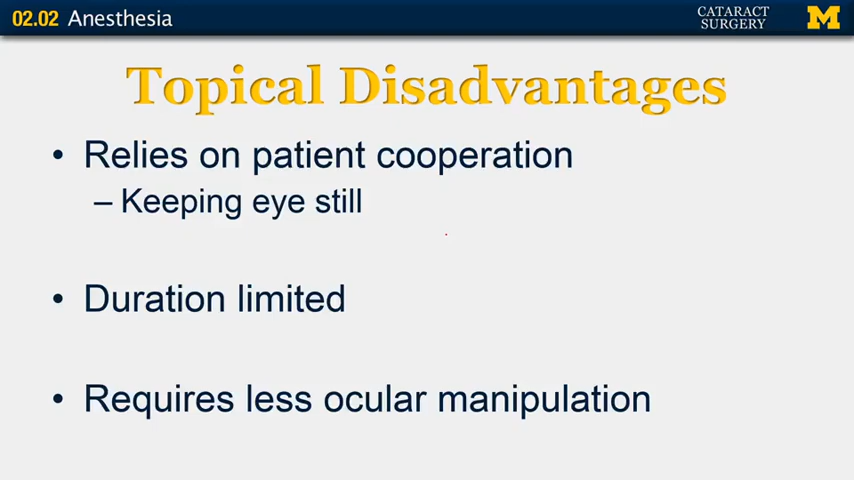 02.02 Anesthesia
CATARACT
SURGERY
M
Topical Disadvantages
• Relies on patient cooperation
– Keeping eye still
• Duration limited
• Requires less ocular manipulation